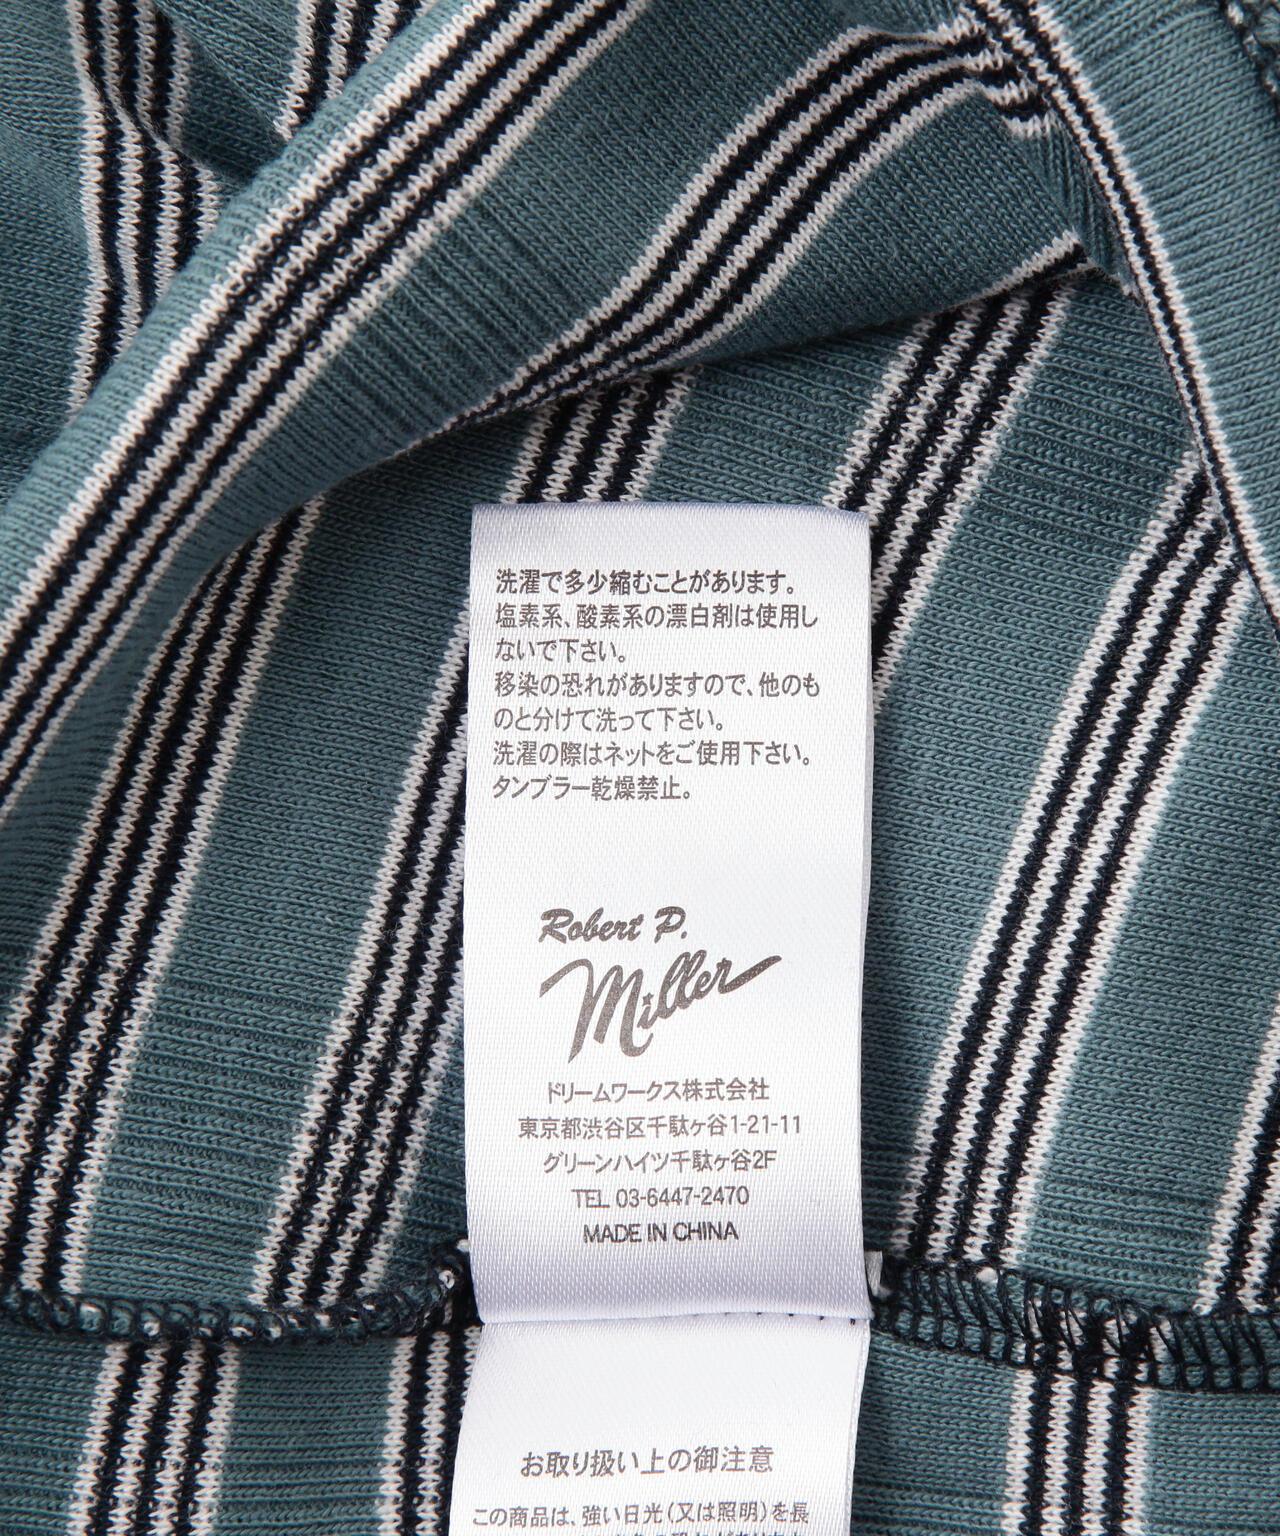 洗濯で多少縮むことがあります。
塩素系、酸素系の漂白剤は使用し
ないで下さい。
移染の恐れがありますので、他のも
のと分けて洗って下さい。
洗濯の際はネットをご使用下さい。
タンブラー乾燥禁止。
Robert P.
Miller
ドリームワークス株式会社
東京都渋谷区千駄ヶ谷1-21-11
グリーンハイツ千駄ヶ谷2F
TEL 03-6447-2470
MADE IN CHINA
お取り扱い上の御注意
この商品は、強い日光(又は照明)を長